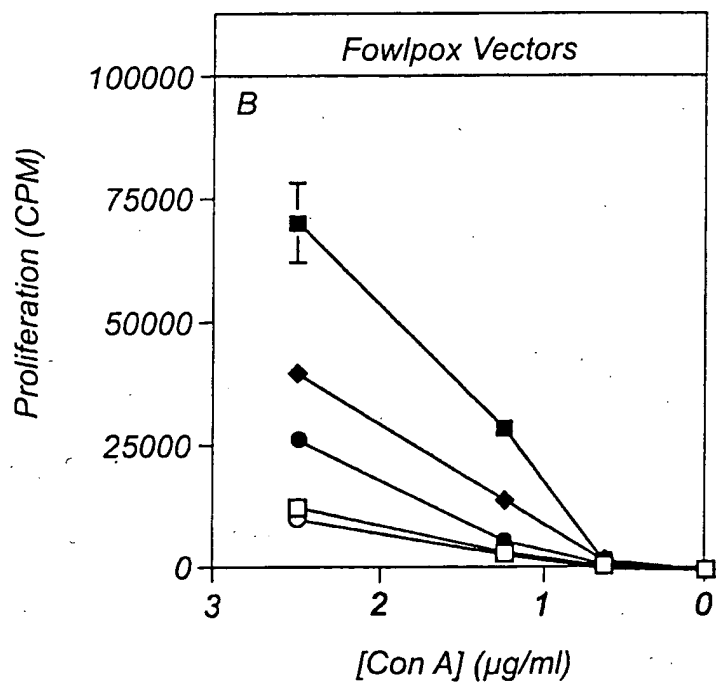 Fowlpox Vectors
B
100000
75000
50000
25000
0
Proliferation (CPM)
3 2 1 0
[Con A] (µg/ml)